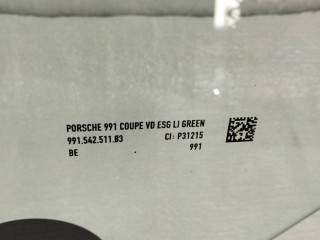 PORSCHE 991 COUPE VD ESG LI GREEN
991.542.511.83 CI: P31215
BE 991